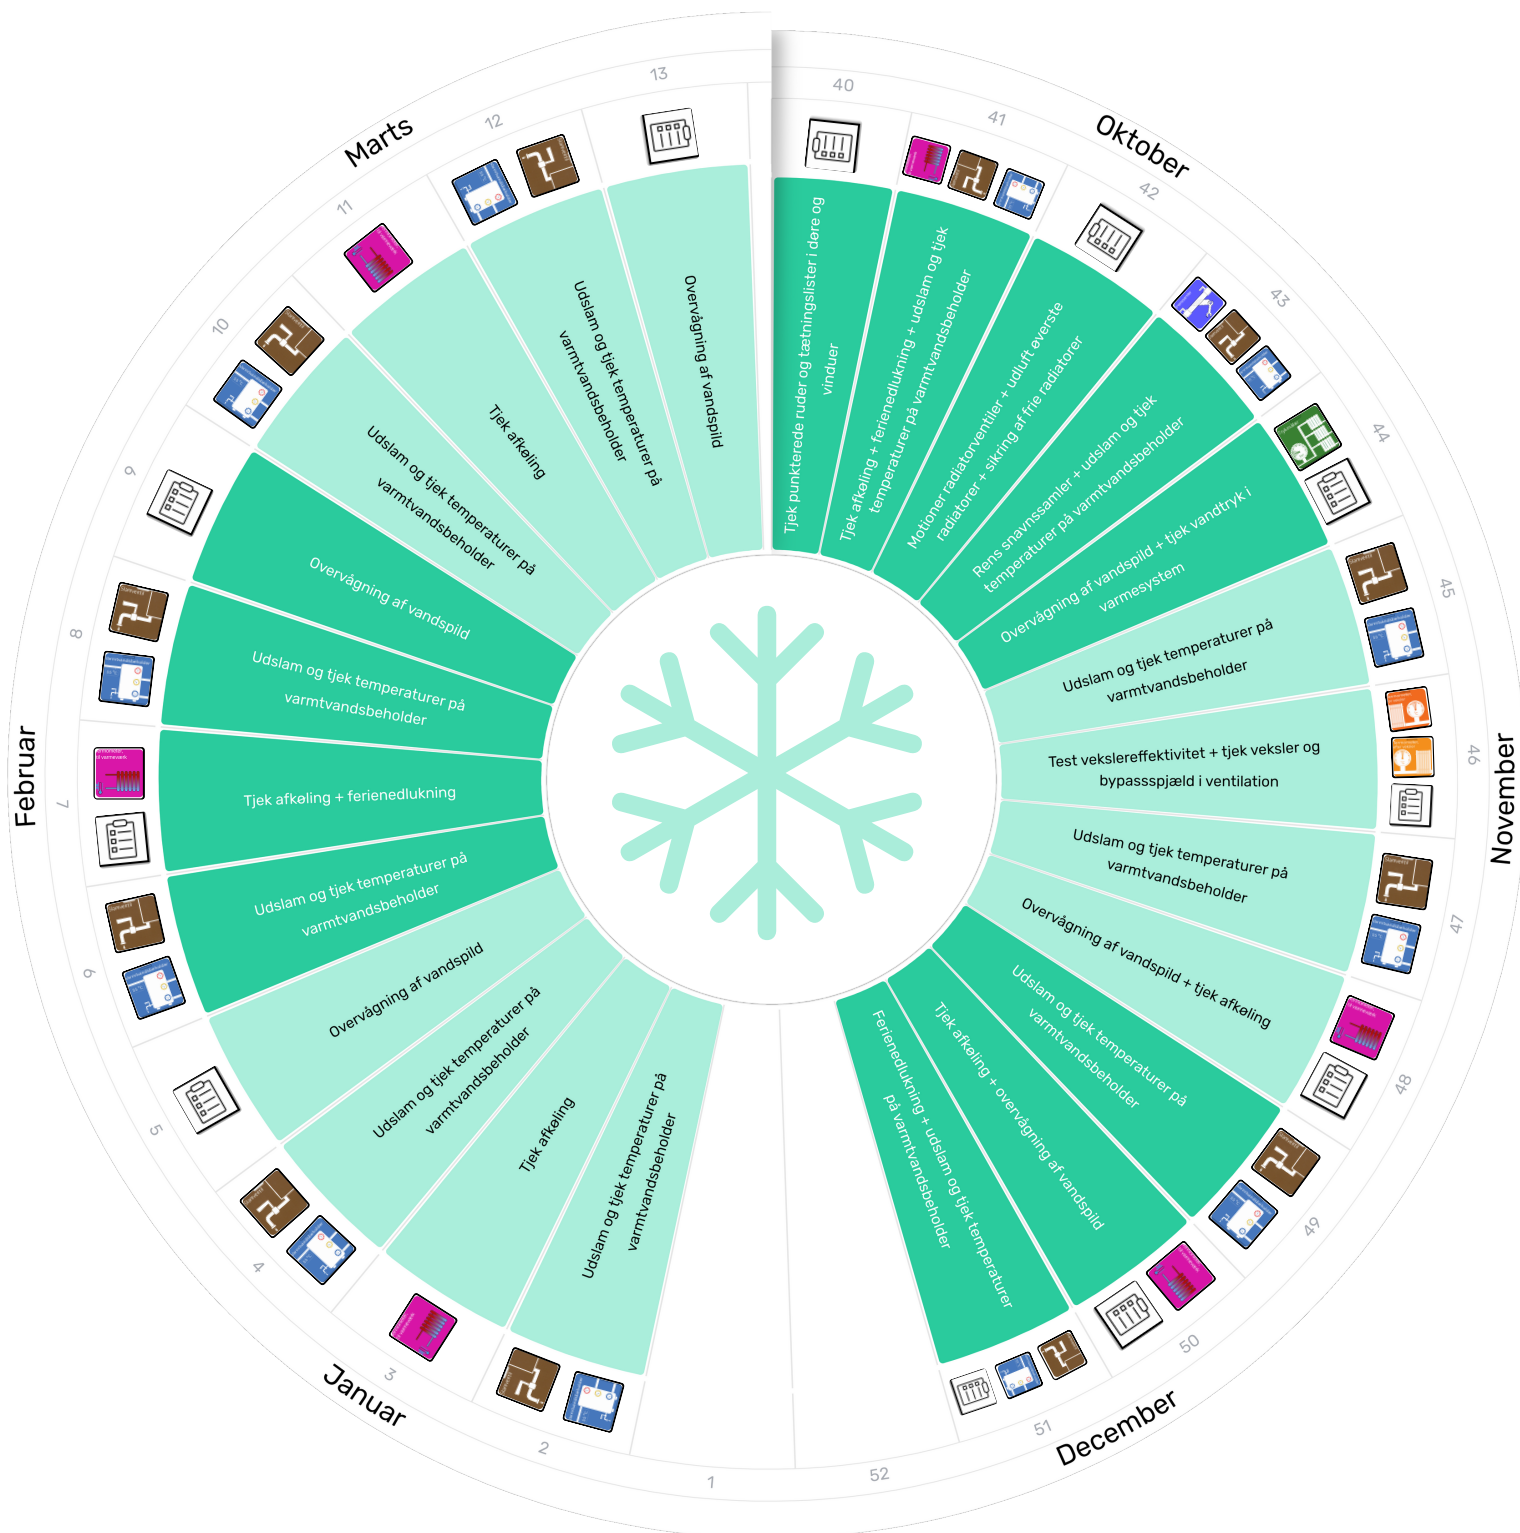 Oktober
40
Tjek punkterede ruder og tætningslister i døre og
vinduer
41
Tjek afkøling + ferienedlukning + udslam og tjek
temperaturer på varmtvandsbeholder
42
Motioner radiatorventiler + udluft øverste
radiatorer + sikring af frie radiatorer
43
Rens snavnssamler + udslam og tjek
temperaturer på varmtvandsbeholder
44
Overvågning af vandspild + tjek vandtryk i
varmesystem
November
45
Udslam og tjek temperaturer på
varmtvandsbeholder
46
Test vekslereffektivitet + tjek veksler og
bypassspjæld i ventilation
47
Udslam og tjek temperaturer på
varmtvandsbeholder
48
Overvågning af vandspild + tjek afkøling
December
49
Udslam og tjek temperaturer på
varmtvandsbeholder
50
Tjek afkøling + overvågning af vandspild
51
Ferienedlukning + udslam og tjek temperaturer
på varmtvandsbeholder
52
Januar
1
2
Udslam og tjek temperaturer på
varmtvandsbeholder
3
Tjek afkøling
4
Udslam og tjek temperaturer på
varmtvandsbeholder
5
Overvågning af vandspild
Februar
6
Udslam og tjek temperaturer på
varmtvandsbeholder
7
Tjek afkøling + ferienedlukning
8
Udslam og tjek temperaturer på
varmtvandsbeholder
9
Overvågning af vandspild
Marts
10
Udslam og tjek temperaturer på
varmtvandsbeholder
11
Tjek afkøling
12
Udslam og tjek temperaturer på
varmtvandsbeholder
13
Overvågning af vandspild